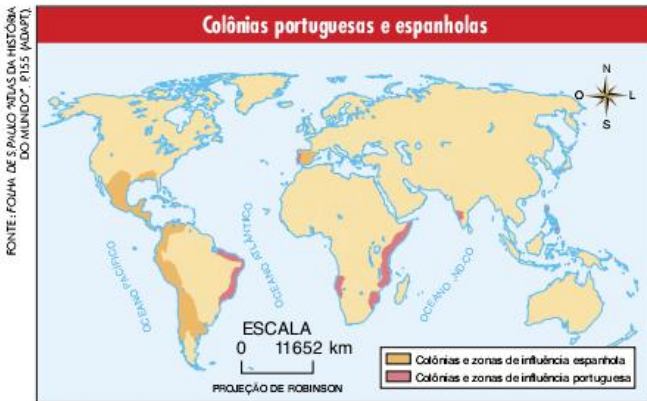 Colônias portuguesas e espanholas
FONTE: FOLHA DE S.PAULO "ATLAS DA HISTÓRIA
DO MUNDO". P.155 (ADAPT).
N
O L
S
OCEANO PACÍFICO
OCEANO ATLÂNTICO
OCEANO
ESCALA
0 11652 km
PROJEÇÃO DE ROBINSON
Colônias e zonas de influência espanhola
Colônias e zonas de influência portuguesa